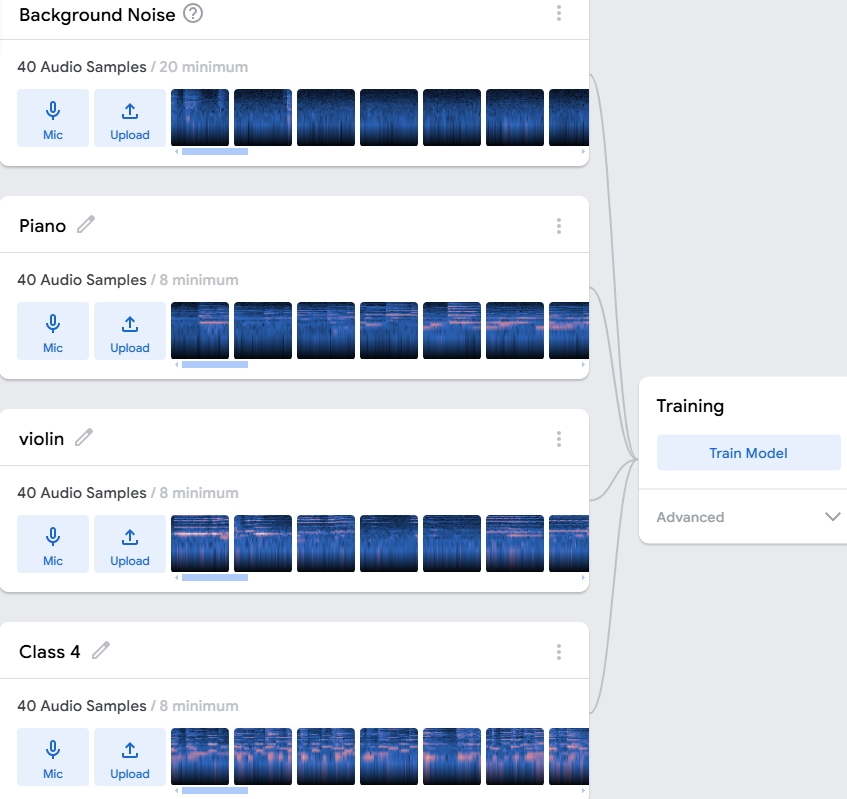 Background Noise
40 Audio Samples / 20 minimum
Mic
Upload
Piano
40 Audio Samples / 8 minimum
Mic
Upload
violin
40 Audio Samples / 8 minimum
Mic
Upload
Class 4
40 Audio Samples / 8 minimum
Mic
Upload
Training
Train Model
Advanced